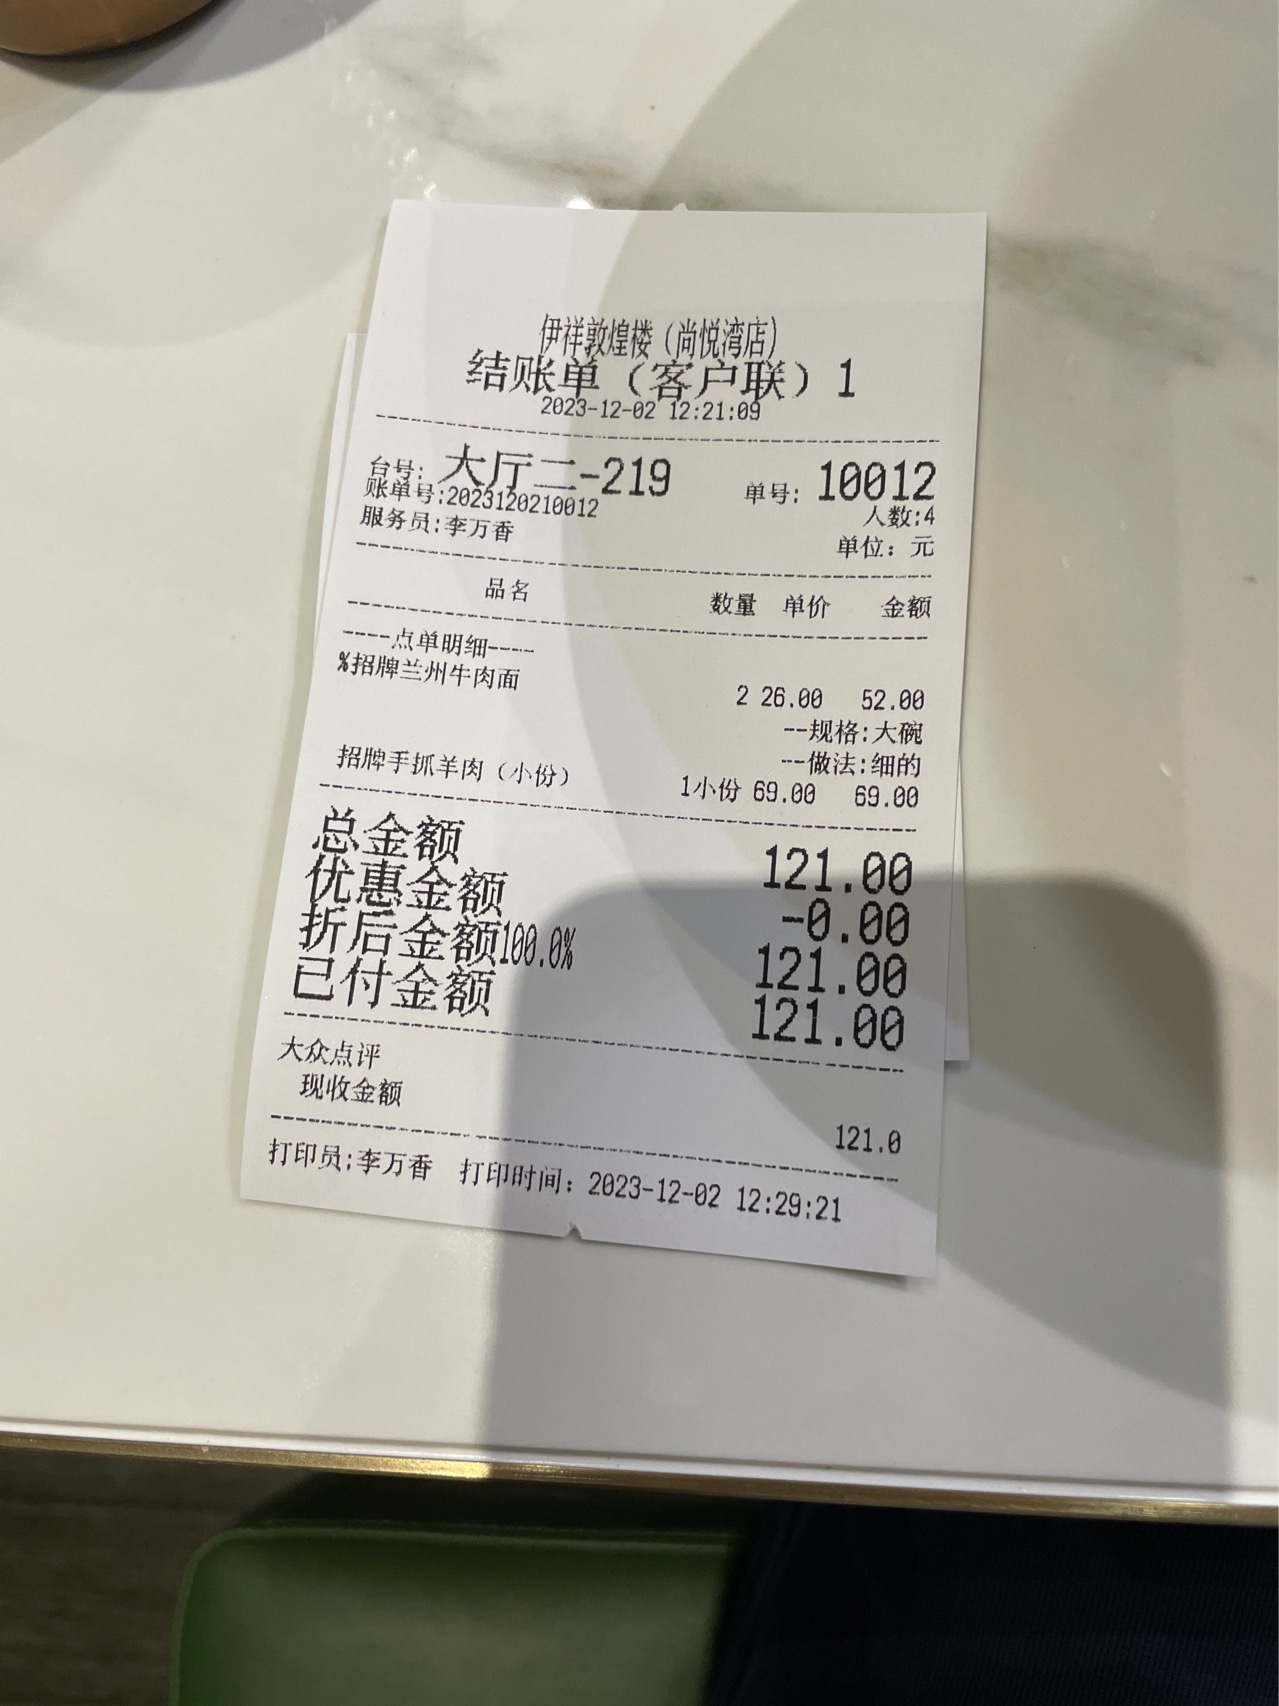 伊祥敦煌楼（尚悦湾店）
结账单（客户联）1
2023-12-02 12:21:09
台号: 大厅二-219 单号: 10012
账单号:2023120210012 人数:4
服务员:李万香 单位: 元
品名 数量 单价 金额
----点单明细----
%招牌兰州牛肉面 2 26.00 52.00
--规格:大碗
--做法:细的
招牌手抓羊肉（小份） 1小份 69.00 69.00
总金额 121.00
优惠金额 -0.00
折后金额100.0% 121.00
已付金额 121.00
大众点评
现收金额 121.0
打印员:李万香 打印时间: 2023-12-02 12:29:21